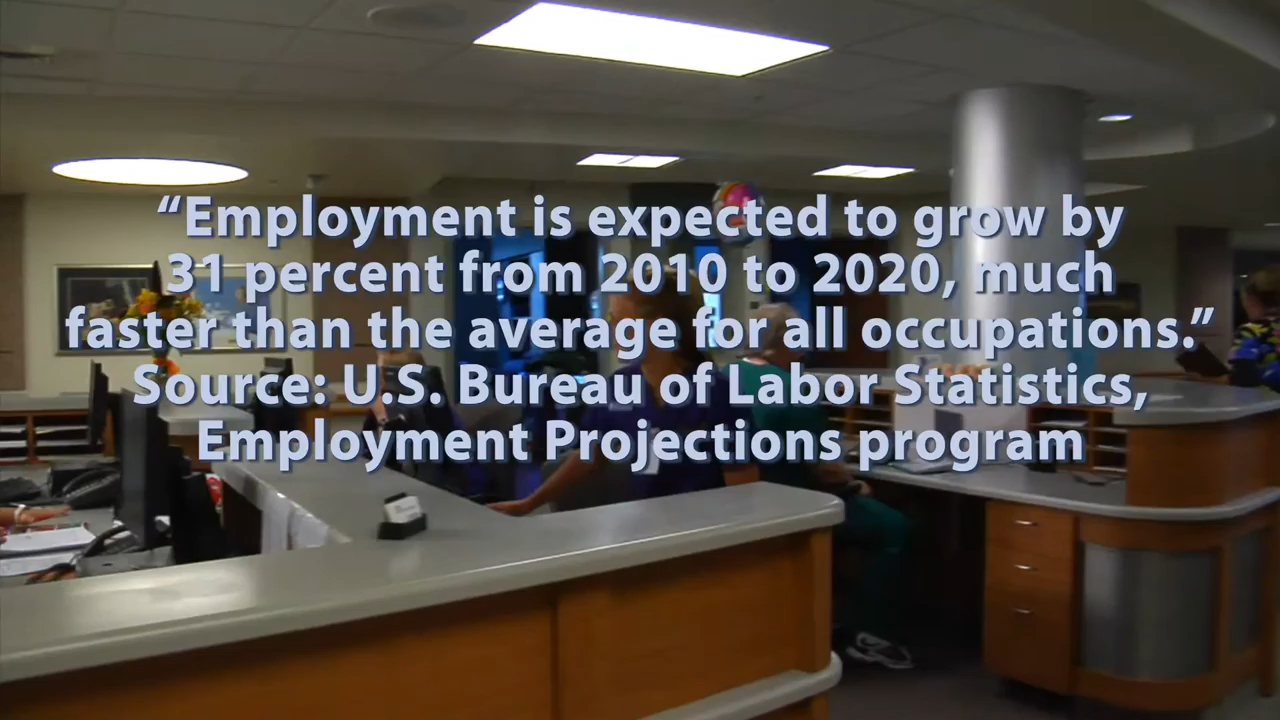 “Employment is expected to grow by
31 percent from 2010 to 2020, much
faster than the average for all occupations.”
Source: U.S. Bureau of Labor Statistics,
Employment Projections program